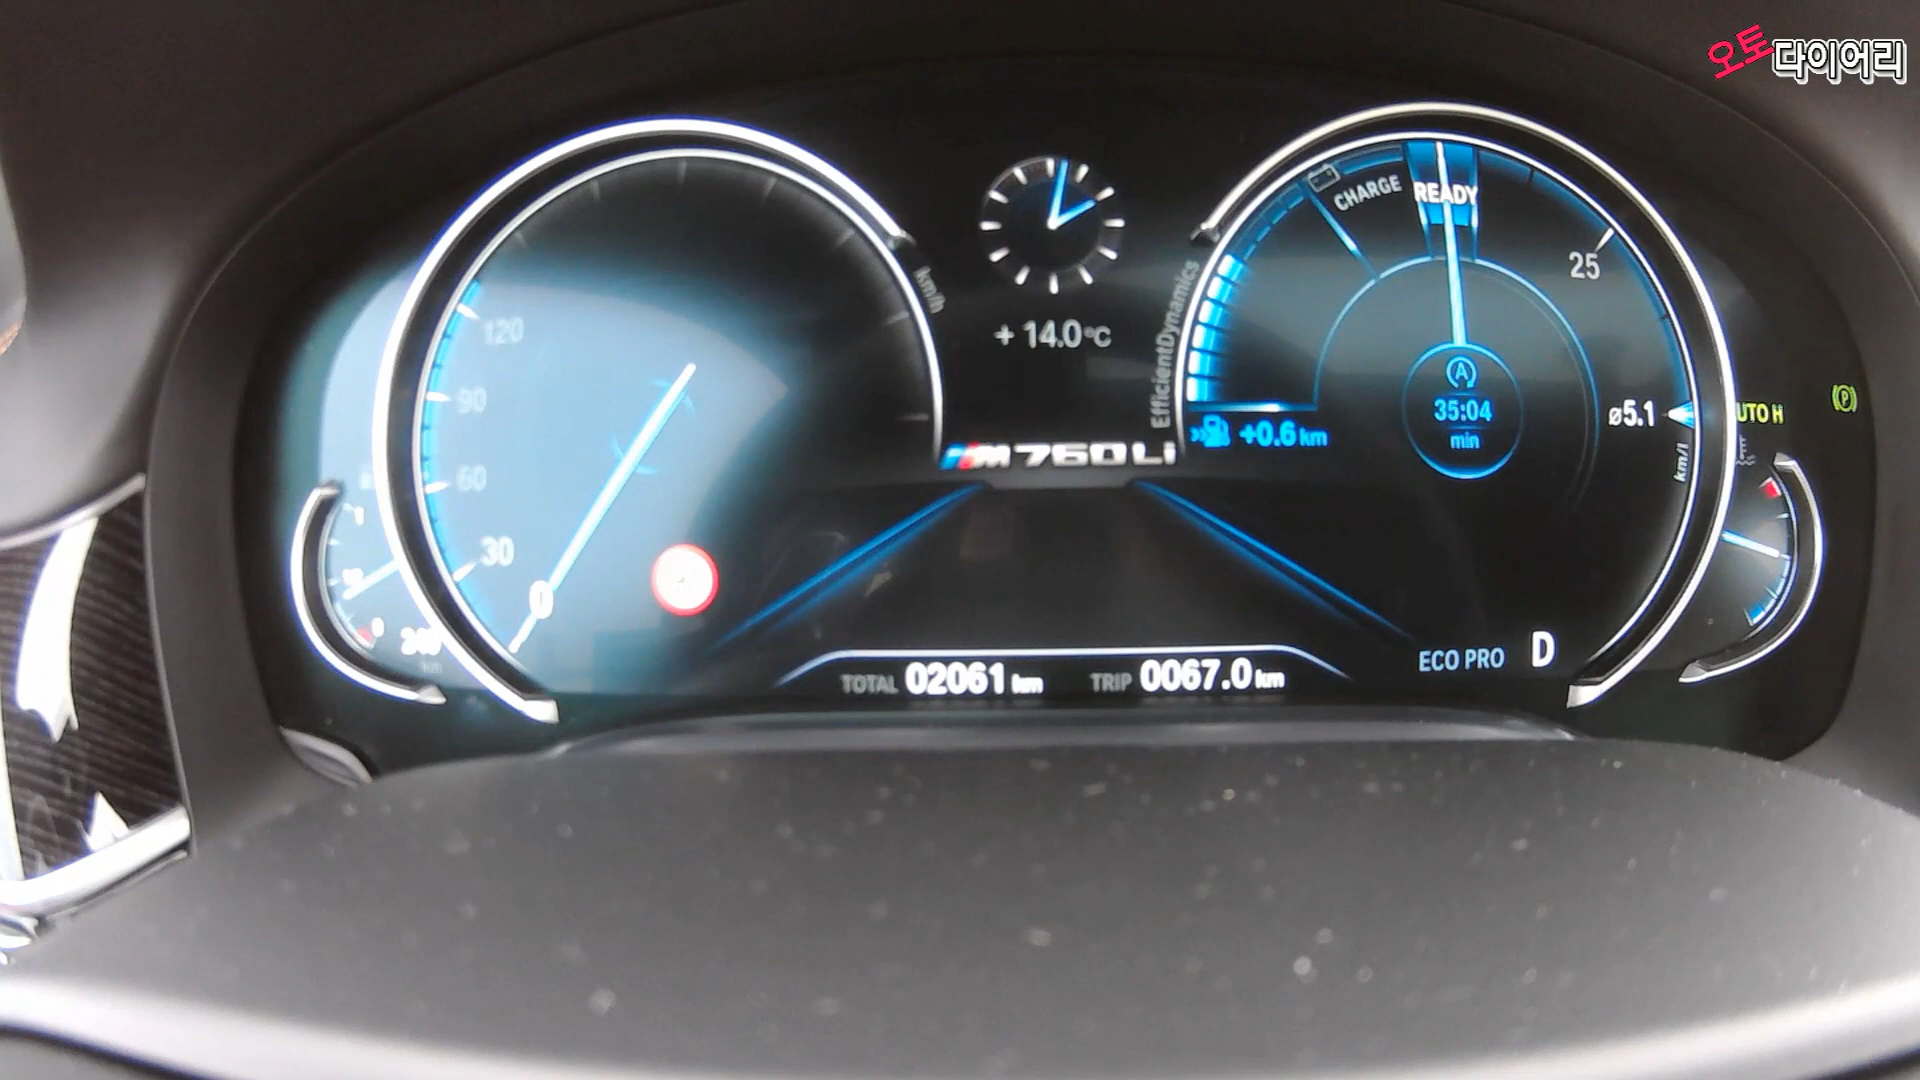 오토다이어리
120
90
60
30
0
km/h
+ 14.0°C
M760Li
EfficientDynamics
CHARGE
READY
25
A
35:04
min
+0.6 km
ø5.1
km/l
AUTO H
P
ECO PRO D
TOTAL 02061 km TRIP 0067.0 km